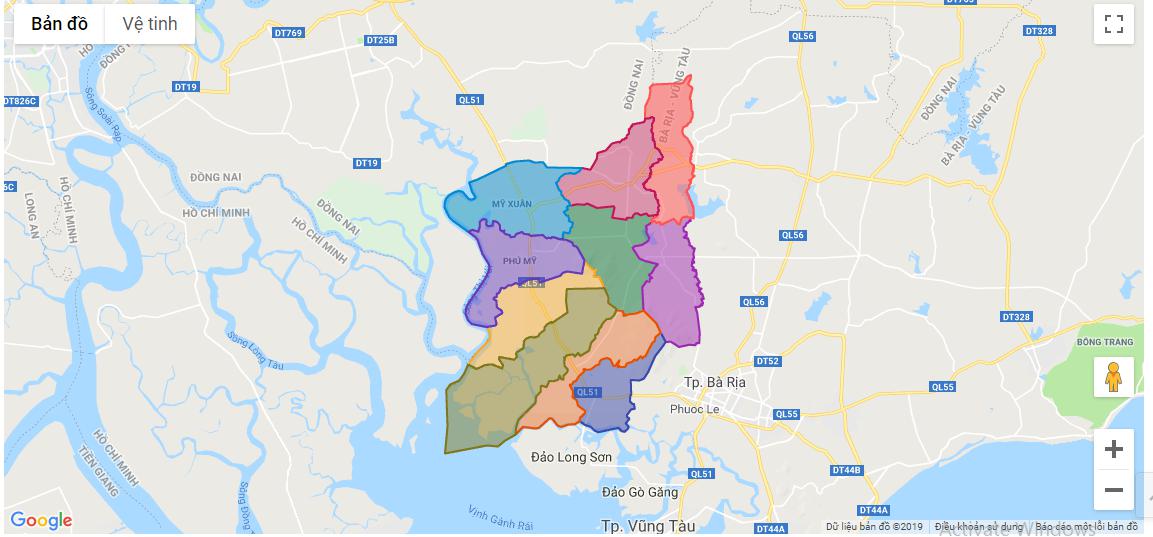 Bản đồ
Vệ tinh
DT769
DT25B
QL56
DT765
DT328
HỒ CHÍ
ĐỒNG N
DT19
DT826C
Sông Soài Rạp
QL51
ĐỒNG NAI
BÀ RỊA - VŨNG TÀU
ĐỒNG NAI
BÀ RỊA - VŨNG TÀU
DT19
6C
LONG AN
HỒ CHÍ MINH
ĐỒNG NAI
HỒ CHÍ MINH
ĐỒNG NAI
HỒ CHÍ MINH
MỸ XUÂN
PHÚ MỸ
QL51
QL56
QL56
DT328
Sông Lòng Tàu
BÔNG TRANG
DT52
Tp. Bà Rịa
Phuoc Le
QL51
QL55
QL55
HỒ CHÍ MINH
TIỀN GIANG
Đảo Long Sơn
Đảo Gò Găng
QL51
DT44B
DT44A
DT44A
Vịnh Gành Rái
Tp. Vũng Tàu
Google
Dữ liệu bản đồ ©2019
Điều khoản sử dụng
Báo cáo một lỗi bản đồ
Activate Windows